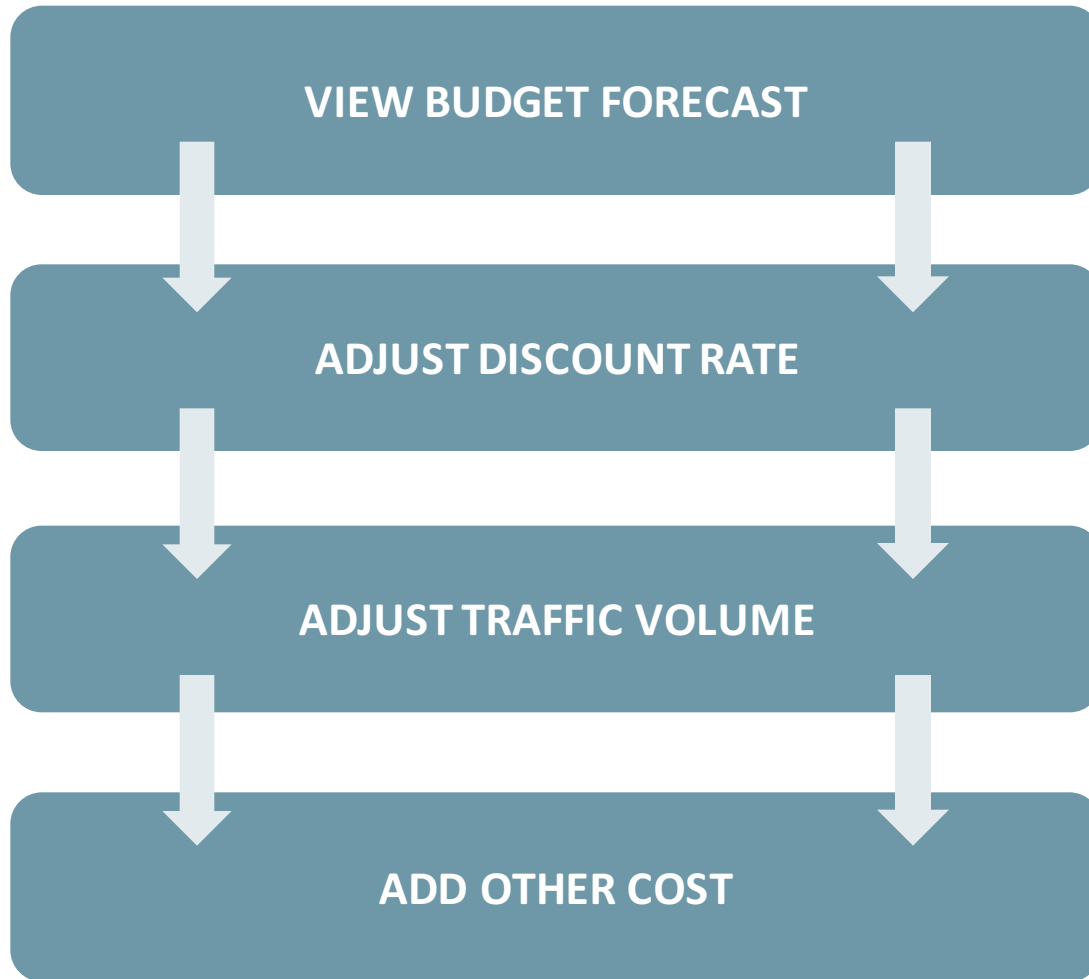 VIEW BUDGET FORECAST
ADJUST DISCOUNT RATE
ADJUST TRAFFIC VOLUME
ADD OTHER COST